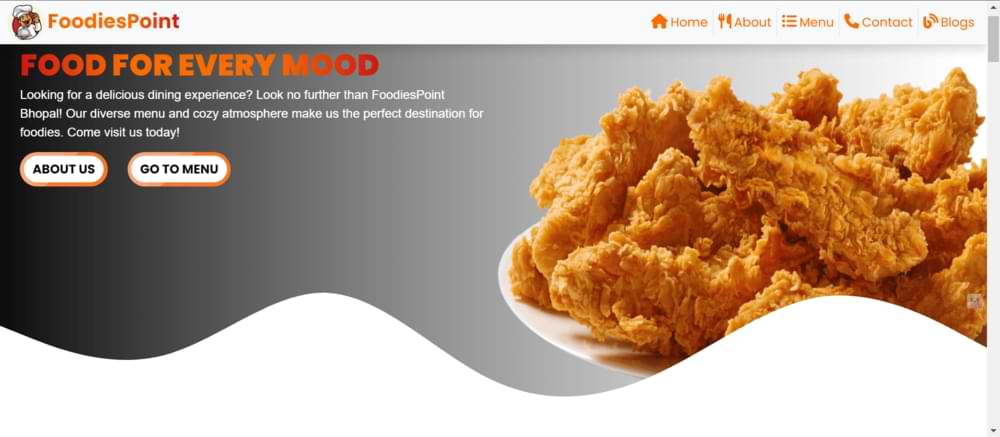 FoodiesPoint
Home
About
Menu
Contact
Blogs
FOOD FOR EVERY MOOD
Looking for a delicious dining experience? Look no further than FoodiesPoint
Bhopal! Our diverse menu and cozy atmosphere make us the perfect destination for
foodies. Come visit us today!
ABOUT US
GO TO MENU